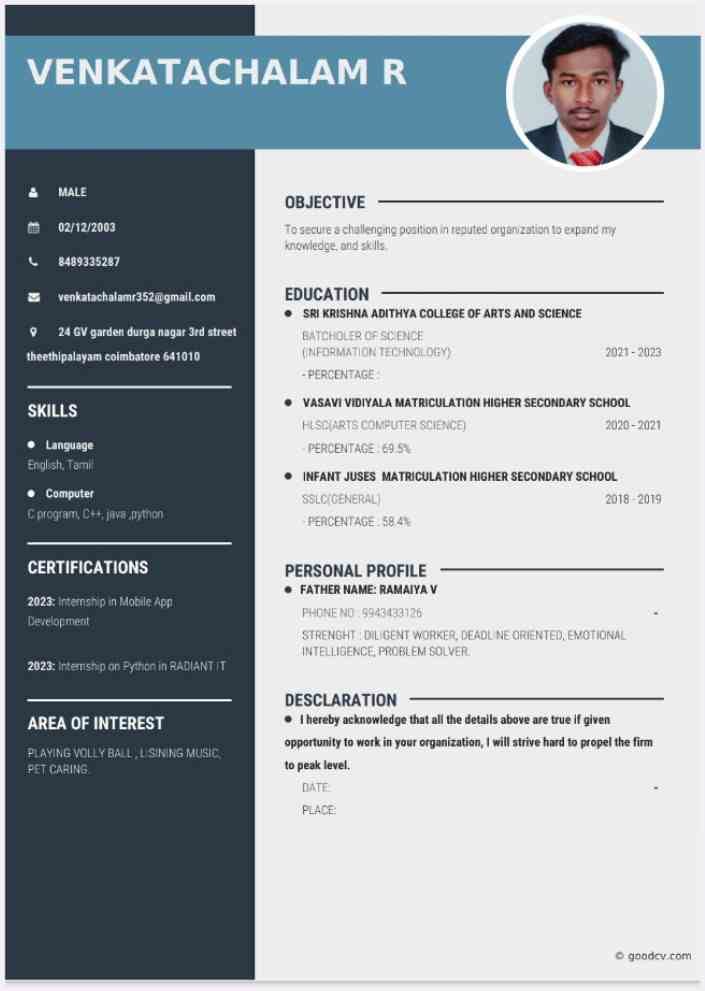 VENKATACHALAM R
MALE
02/12/2003
8489335287
venkatachalamr352@gmail.com
24 GV garden durga nagar 3rd street
theethipalayam coimbatore 641010
SKILLS
Language
English, Tamil
Computer
C program, C++, java ,python
CERTIFICATIONS
2023: Internship in Mobile App
Development
2023: Internship on Python in RADIANT IT
AREA OF INTEREST
PLAYING VOLLY BALL , LISINING MUSIC,
PET CARING.
OBJECTIVE
To secure a challenging position in reputed organization to expand my
knowledge, and skills.
EDUCATION
SRI KRISHNA ADITHYA COLLEGE OF ARTS AND SCIENCE
BATCHOLER OF SCIENCE
(INFORMATION TECHNOLOGY) 2021 - 2023
- PERCENTAGE :
VASAVI VIDIYALA MATRICULATION HIGHER SECONDARY SCHOOL
HLSC(ARTS COMPUTER SCIENCE) 2020 - 2021
- PERCENTAGE : 69.5%
INFANT JUSES MATRICULATION HIGHER SECONDARY SCHOOL
SSLC(GENERAL) 2018 - 2019
- PERCENTAGE : 58.4%
PERSONAL PROFILE
FATHER NAME: RAMAIYA V
PHONE NO : 9943433126 -
STRENGHT : DILIGENT WORKER, DEADLINE ORIENTED, EMOTIONAL
INTELLIGENCE, PROBLEM SOLVER.
DESCLARATION
I hereby acknowledge that all the details above are true if given
opportunity to work in your organization, I will strive hard to propel the firm
to peak level.
DATE: -
PLACE:
© goodcv.com